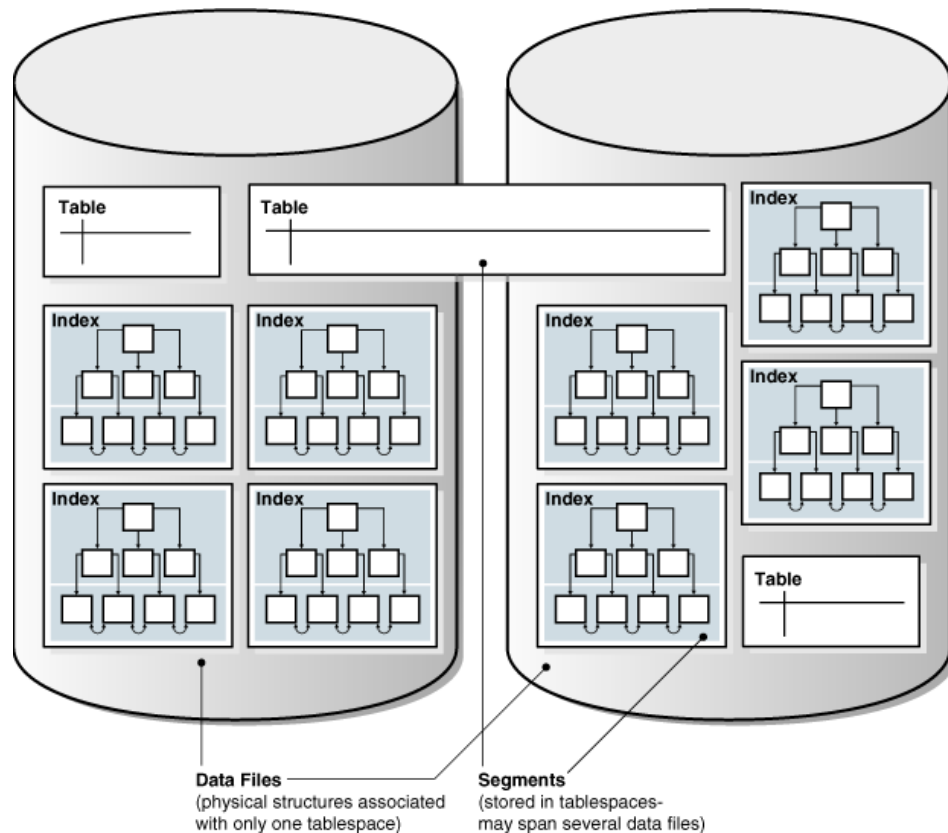 Table
Table
Index
Index
Index
Index
Index
Index
Index
Index
Table
Data Files
(physical structures associated
with only one tablespace)
Segments
(stored in tablespaces-
may span several data files)